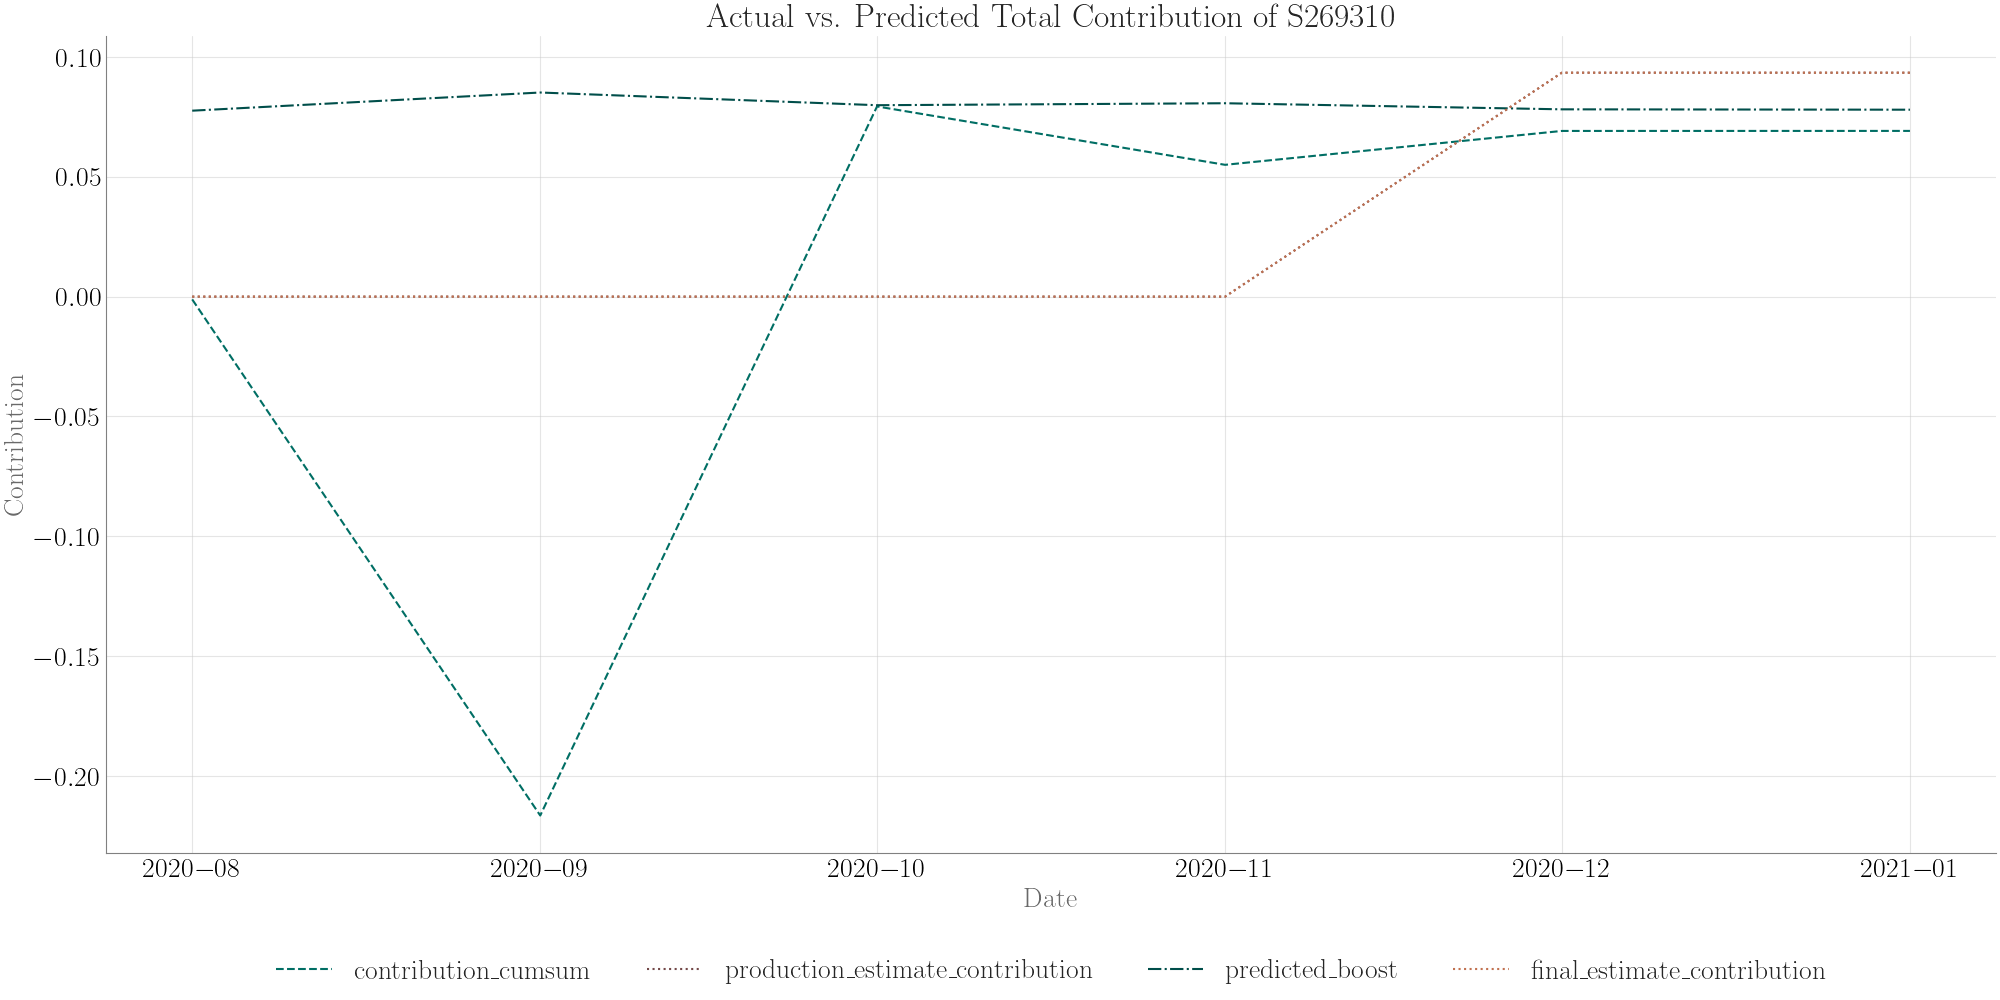 Actual vs. Predicted Total Contribution of S269310
0.10
0.05
0.00
−0.05
−0.10
−0.15
−0.20
Contribution
2020−08 2020−09 2020−10 2020−11 2020−12 2021−01
Date
contribution_cumsum production_estimate_contribution predicted_boost final_estimate_contribution